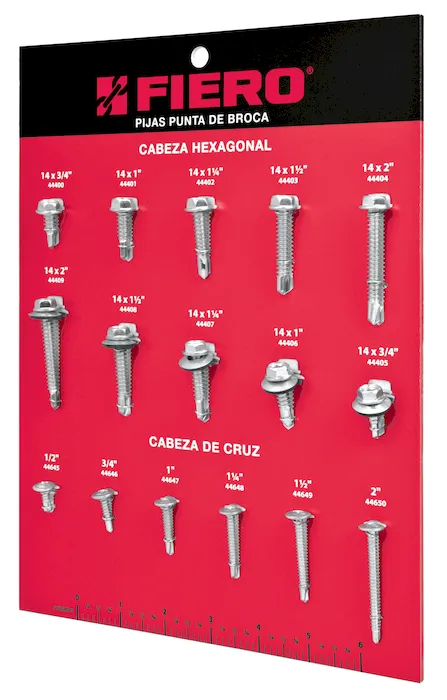 FIERO®
PIJAS PUNTA DE BROCA
CABEZA HEXAGONAL
14 x 3/4" 14 x 1" 14 x 1¼" 14 x 1½" 14 x 2"
44400 44401 44402 44403 44404
14 x 2" 14 x 1½" 14 x 1¼" 14 x 1" 14 x 3/4"
44409 44408 44407 44406 44405
CABEZA DE CRUZ
1/2" 3/4" 1" 1¼" 1½" 2"
44645 44646 44647 44648 44649 44650
0 1 2 3 4 5 6